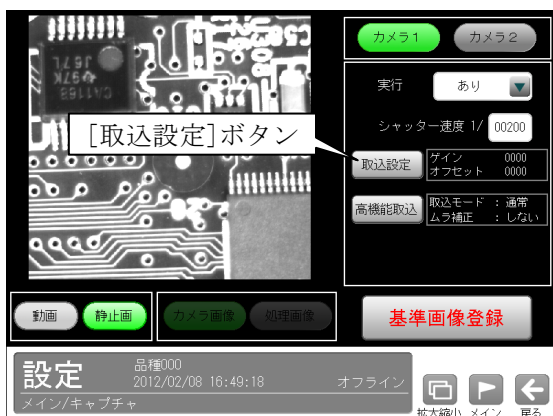 カメラ1
カメラ2
実行
あり
シャッター速度 1/
00200
[取込設定]ボタン
取込設定
ゲイン 0000
オフセット 0000
高機能取込
取込モード : 通常
ムラ補正 : しない
動画
静止画
カメラ画像
処理画像
基準画像登録
設定
品種000
2012/02/08 16:49:18
オフライン
メイン/キャプチャ
拡大縮小
メイン
戻る